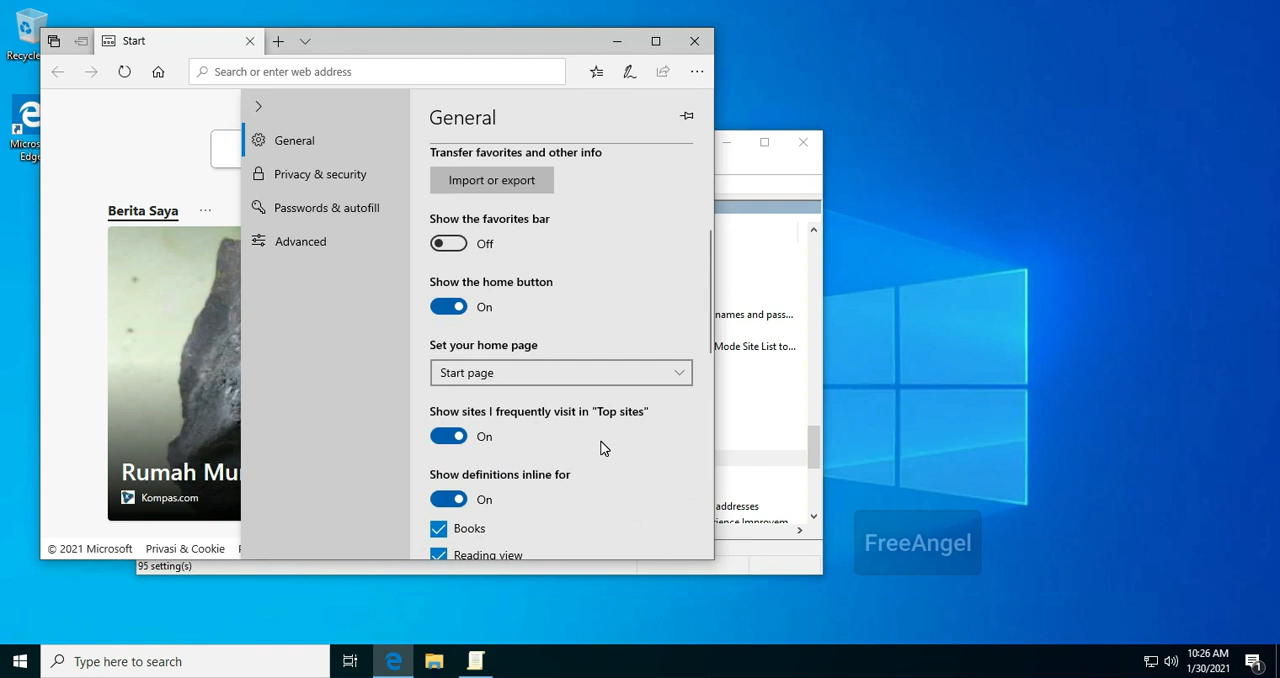 Recycle
Micros
Edge
Start
Search or enter web address
Berita Saya
Rumah Mu
Kompas.com
© 2021 Microsoft
Privasi & Cookie
General
Privacy & security
Passwords & autofill
Advanced
General
Transfer favorites and other info
Import or export
Show the favorites bar
Off
Show the home button
On
Set your home page
Start page
Show sites I frequently visit in "Top sites"
On
Show definitions inline for
On
Books
Reading view
names and pass...
Mode Site List to...
addresses
95 setting(s)
FreeAngel
Type here to search
10:26 AM
1/30/2021
1